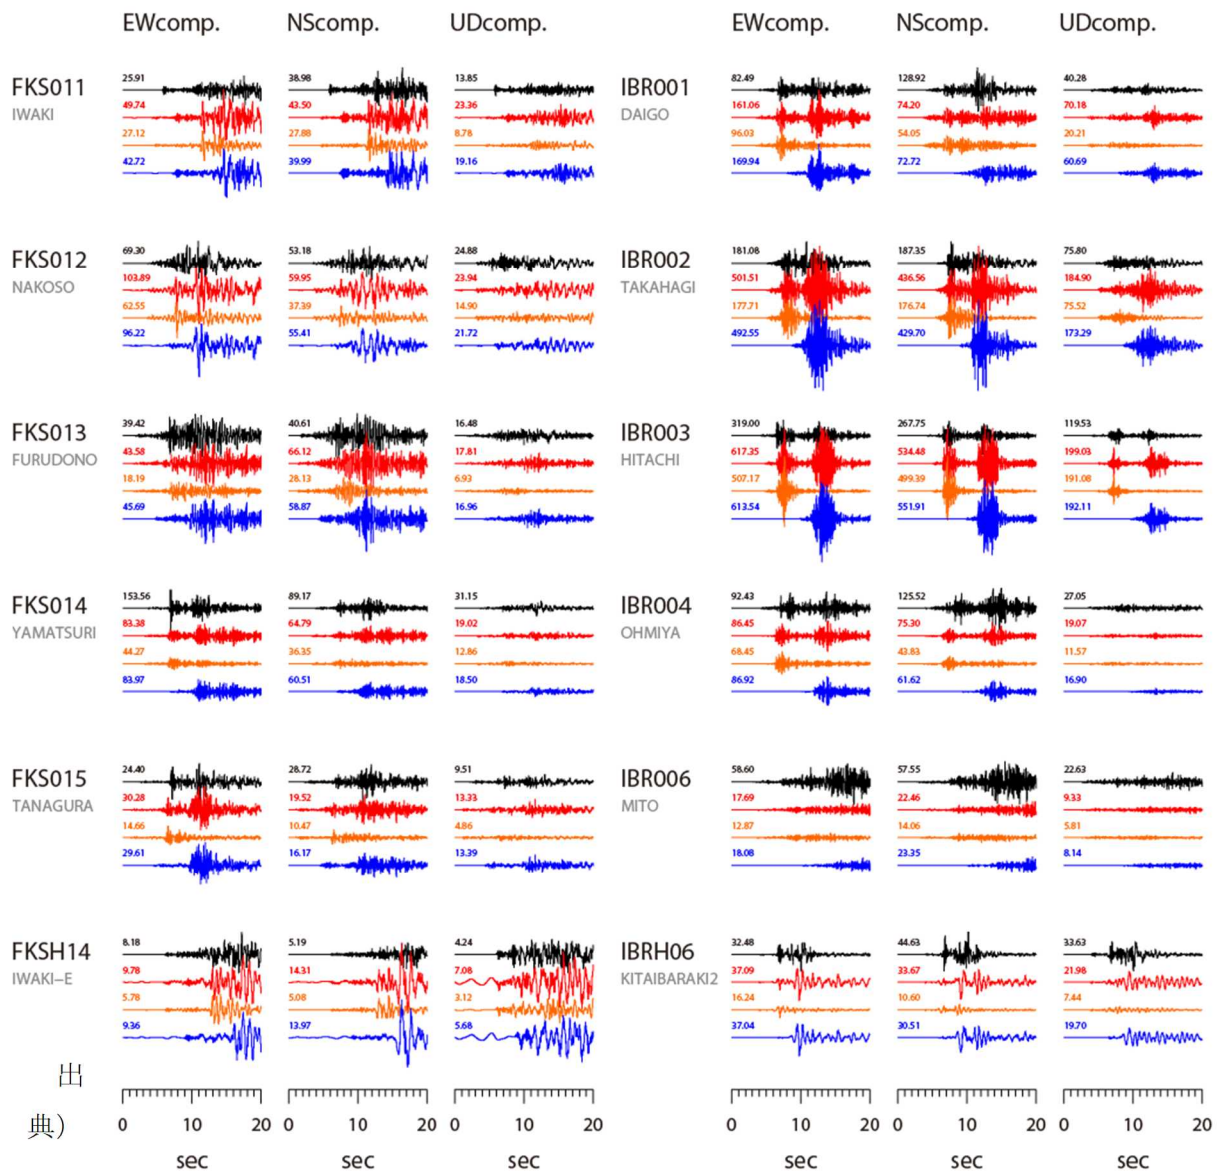 EWcomp. NScomp. UDcomp. EWcomp. NScomp. UDcomp.
FKS011 25.91 38.98 13.85 IBR001 82.49 128.92 40.28
IWAKI 49.74 43.50 23.36 DAIGO 161.06 74.20 70.18
27.12 27.88 8.78 96.03 54.05 20.21
42.72 39.99 19.16 169.94 72.72 60.69
FKS012 69.30 53.18 24.88 IBR002 181.08 187.35 75.80
NAKOSO 103.89 59.95 23.94 TAKAHAGI 501.51 436.56 184.90
62.55 37.39 14.90 177.71 176.74 75.52
96.22 55.41 21.72 492.55 429.70 173.29
FKS013 39.42 40.61 16.48 IBR003 319.00 267.75 119.53
FURUDONO 43.58 66.12 17.81 HITACHI 617.35 534.48 199.03
18.19 28.13 6.93 507.17 499.39 191.08
45.69 58.87 16.96 613.54 551.91 192.11
FKS014 153.56 89.17 31.15 IBR004 92.43 125.52 27.05
YAMATSURI 83.38 64.79 19.02 OHMIYA 86.45 75.30 19.07
44.27 36.35 12.86 68.45 43.83 11.57
83.97 60.51 18.50 86.92 61.62 16.90
FKS015 24.40 28.72 9.51 IBR006 58.60 57.55 22.63
TANAGURA 30.28 19.52 13.33 MITO 17.69 22.46 9.33
14.66 10.47 4.86 12.87 14.06 5.81
29.61 16.17 13.39 18.08 23.35 8.14
FKSH14 8.18 5.19 4.24 IBRH06 32.48 44.63 33.63
IWAKI-E 9.78 14.31 7.08 KITAIBARAKI2 37.09 33.67 21.98
5.78 5.08 3.12 16.24 10.60 7.44
9.36 13.97 5.68 37.04 30.51 19.70
出
典)
0 10 20 0 10 20 0 10 20 0 10 20 0 10 20 0 10 20
sec sec sec sec sec sec